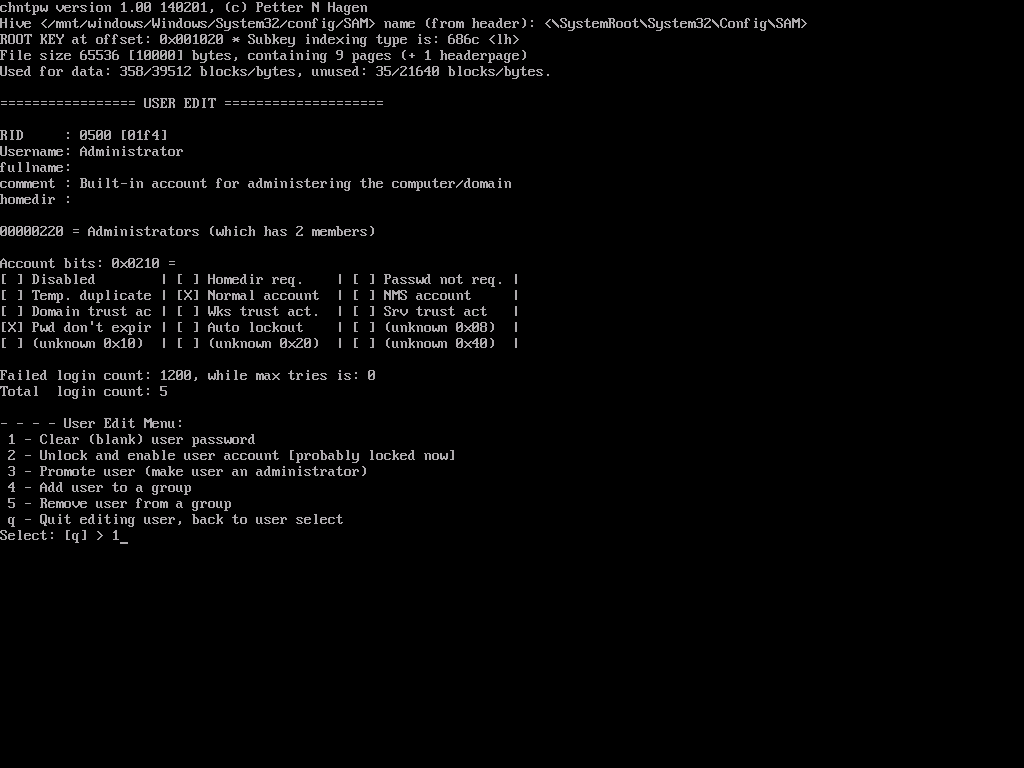 chntpw version 1.00 140201, (c) Petter N Hagen
Hive </mnt/windows/Windows/System32/config/SAM> name (from header): <\SystemRoot\System32\Config\SAM>
ROOT KEY at offset: 0x001020 * Subkey indexing type is: 686c <lh>
File size 65536 [10000] bytes, containing 9 pages (+ 1 headerpage)
Used for data: 358/39512 blocks/bytes, unused: 35/21640 blocks/bytes.

================= USER EDIT ====================

RID     : 0500 [01f4]
Username: Administrator
fullname:
comment : Built-in account for administering the computer/domain
homedir :

00000220 = Administrators (which has 2 members)

Account bits: 0x0210 =
[ ] Disabled        | [ ] Homedir req.    | [ ] Passwd not req. |
[ ] Temp. duplicate | [X] Normal account  | [ ] NMS account     |
[ ] Domain trust ac | [ ] Wks trust act.  | [ ] Srv trust act   |
[X] Pwd don't expir | [ ] Auto lockout    | [ ] (unknown 0x08)  |
[ ] (unknown 0x10)  | [ ] (unknown 0x20)  | [ ] (unknown 0x40)  |

Failed login count: 1200, while max tries is: 0
Total  login count: 5

- - - - User Edit Menu:
 1 - Clear (blank) user password
 2 - Unlock and enable user account [probably locked now]
 3 - Promote user (make user an administrator)
 4 - Add user to a group
 5 - Remove user from a group
 q - Quit editing user, back to user select
Select: [q] > 1_